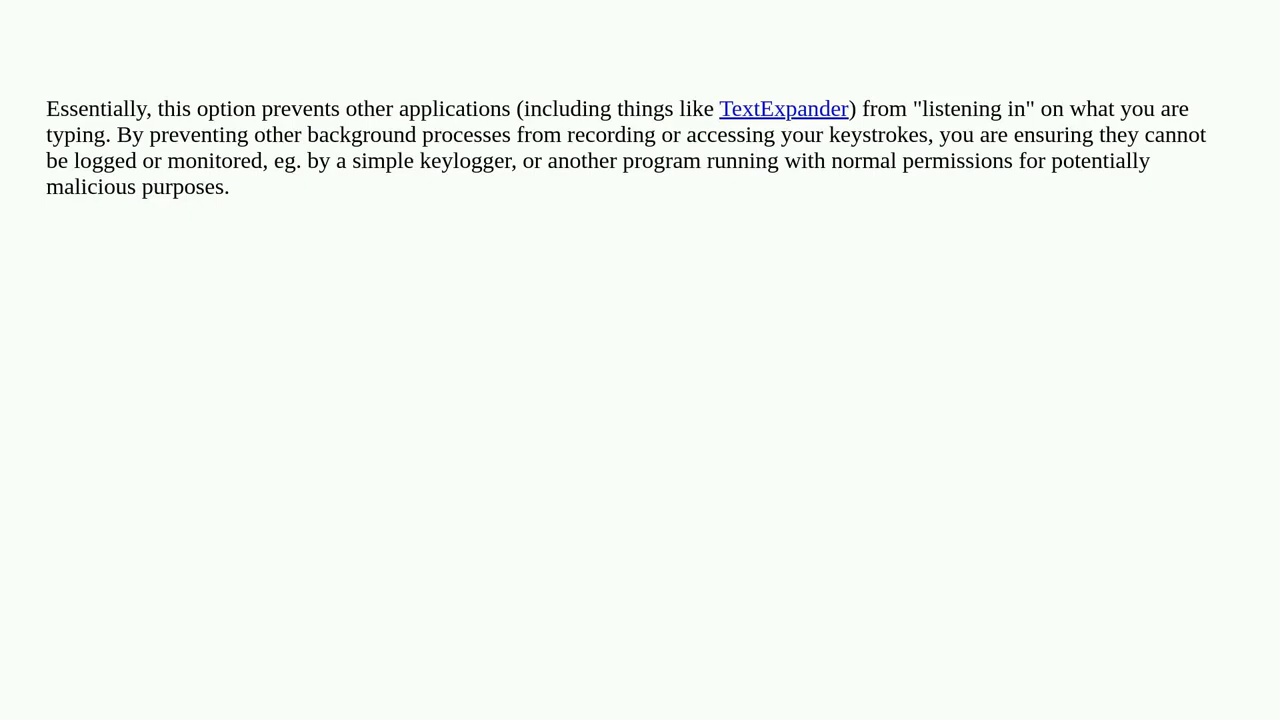 Essentially, this option prevents other applications (including things like TextExpander) from "listening in" on what you are
typing. By preventing other background processes from recording or accessing your keystrokes, you are ensuring they cannot
be logged or monitored, eg. by a simple keylogger, or another program running with normal permissions for potentially
malicious purposes.